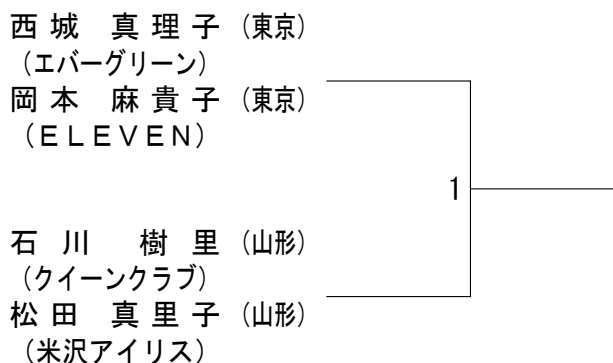 西城 真理子 (東京)
(エバーグリーン)
岡本 麻貴子 (東京)
(ELEVEN)
1
石川 樹里 (山形)
(クイーンクラブ)
松田 真里子 (山形)
(米沢アイリス)